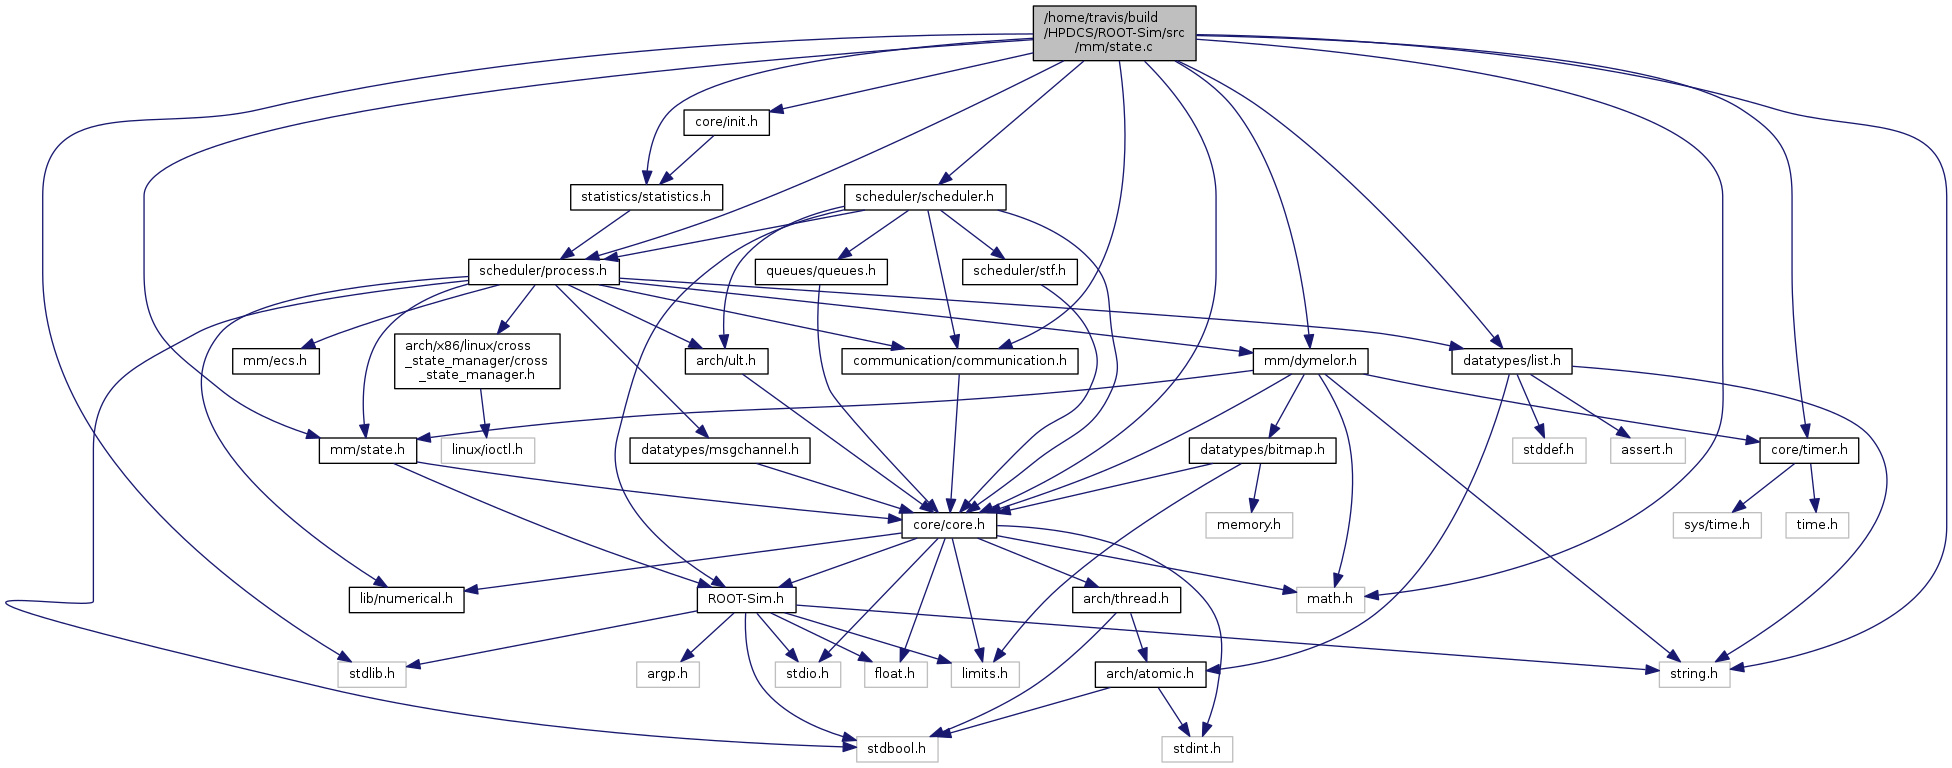 /home/travis/build
/HPDCS/ROOT-Sim/src
/mm/state.c
core/init.h
statistics/statistics.h
scheduler/scheduler.h
scheduler/process.h
queues/queues.h
scheduler/stf.h
mm/ecs.h
arch/x86/linux/cross
_state_manager/cross
_state_manager.h
arch/ult.h
communication/communication.h
mm/dymelor.h
datatypes/list.h
mm/state.h
linux/ioctl.h
datatypes/msgchannel.h
datatypes/bitmap.h
stddef.h
assert.h
core/timer.h
core/core.h
memory.h
sys/time.h
time.h
lib/numerical.h
ROOT-Sim.h
arch/thread.h
math.h
stdlib.h
argp.h
stdio.h
float.h
limits.h
arch/atomic.h
string.h
stdbool.h
stdint.h